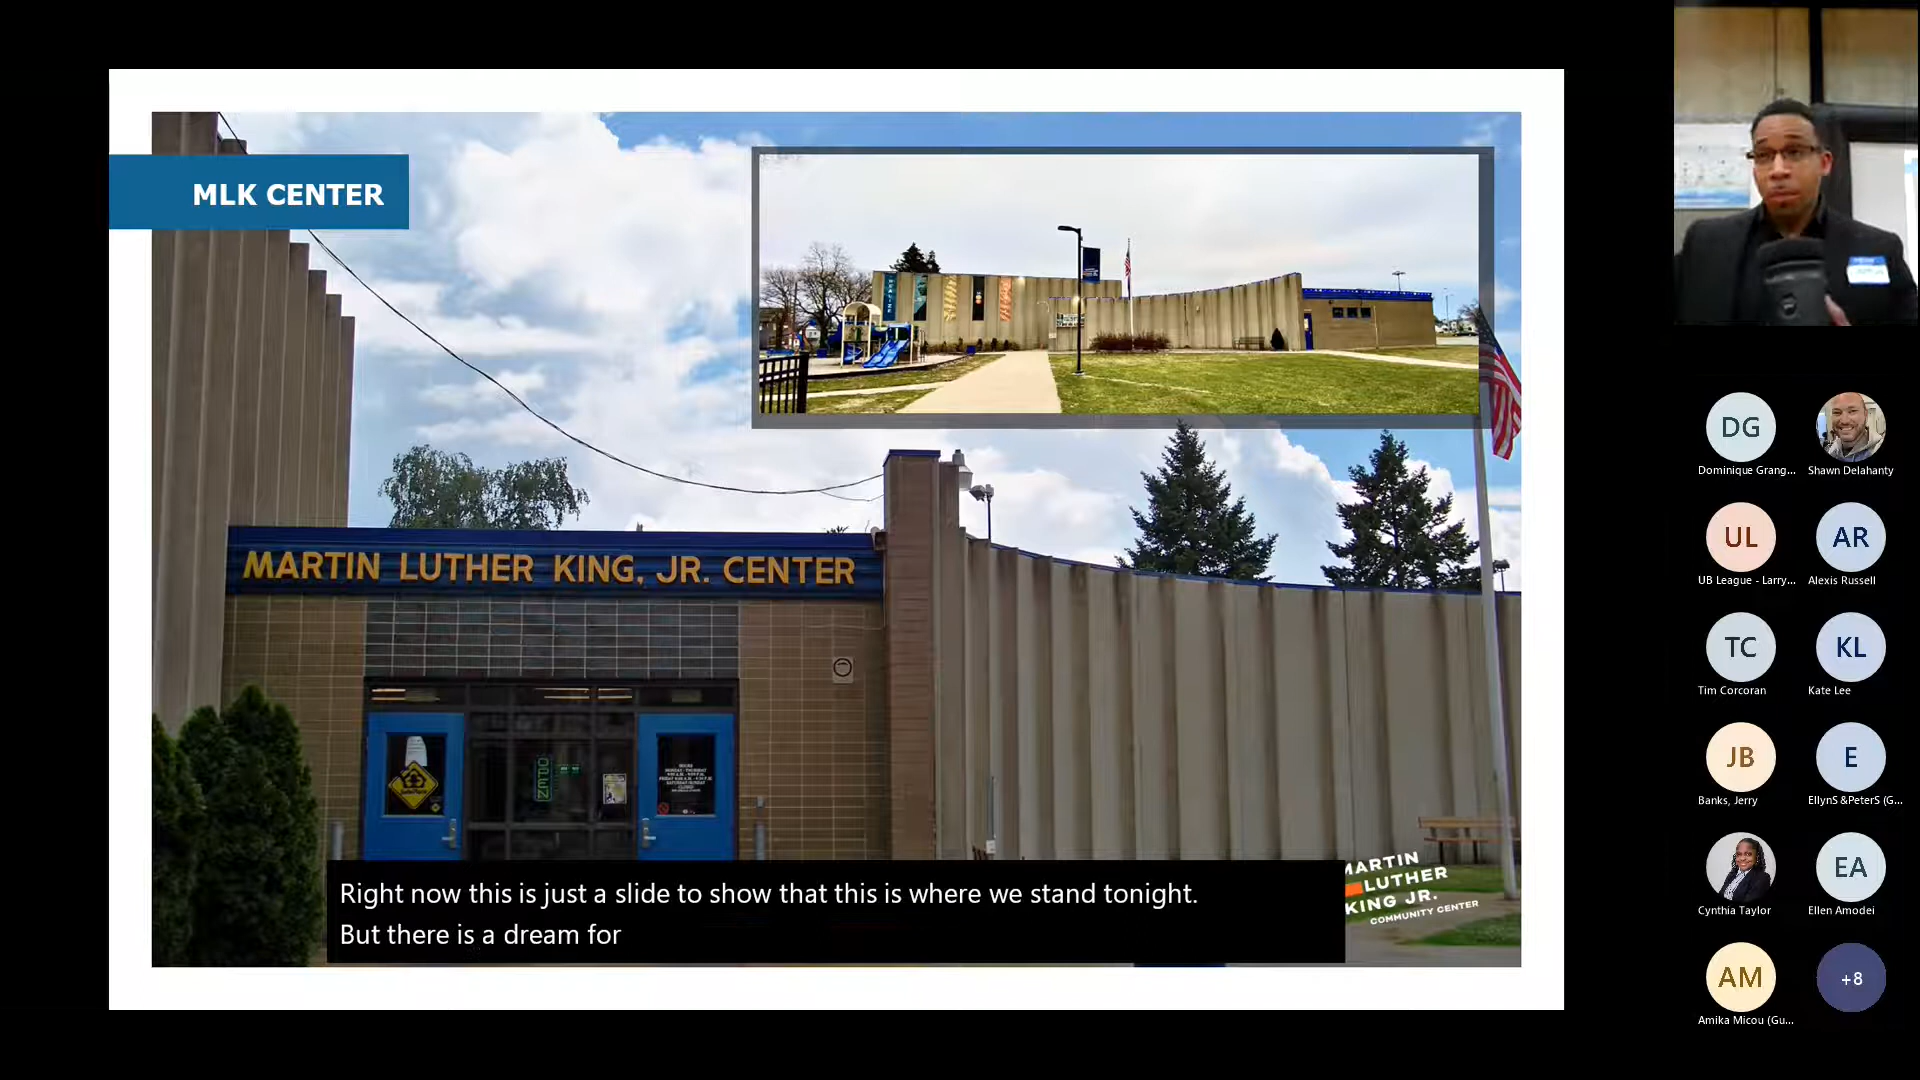 MLK CENTER
MARTIN LUTHER KING, JR. CENTER
OPEN
Right now this is just a slide to show that this is where we stand tonight.
But there is a dream for
MARTIN
LUTHER
KING JR.
COMMUNITY CENTER
DG
Dominique Grang...
Shawn Delahanty
UL
UB League - Larry...
AR
Alexis Russell
TC
Tim Corcoran
KL
Kate Lee
JB
Banks, Jerry
E
EllynS &PeterS (G...
Cynthia Taylor
EA
Ellen Amodei
AM
Amika Micou (Gu...
+8